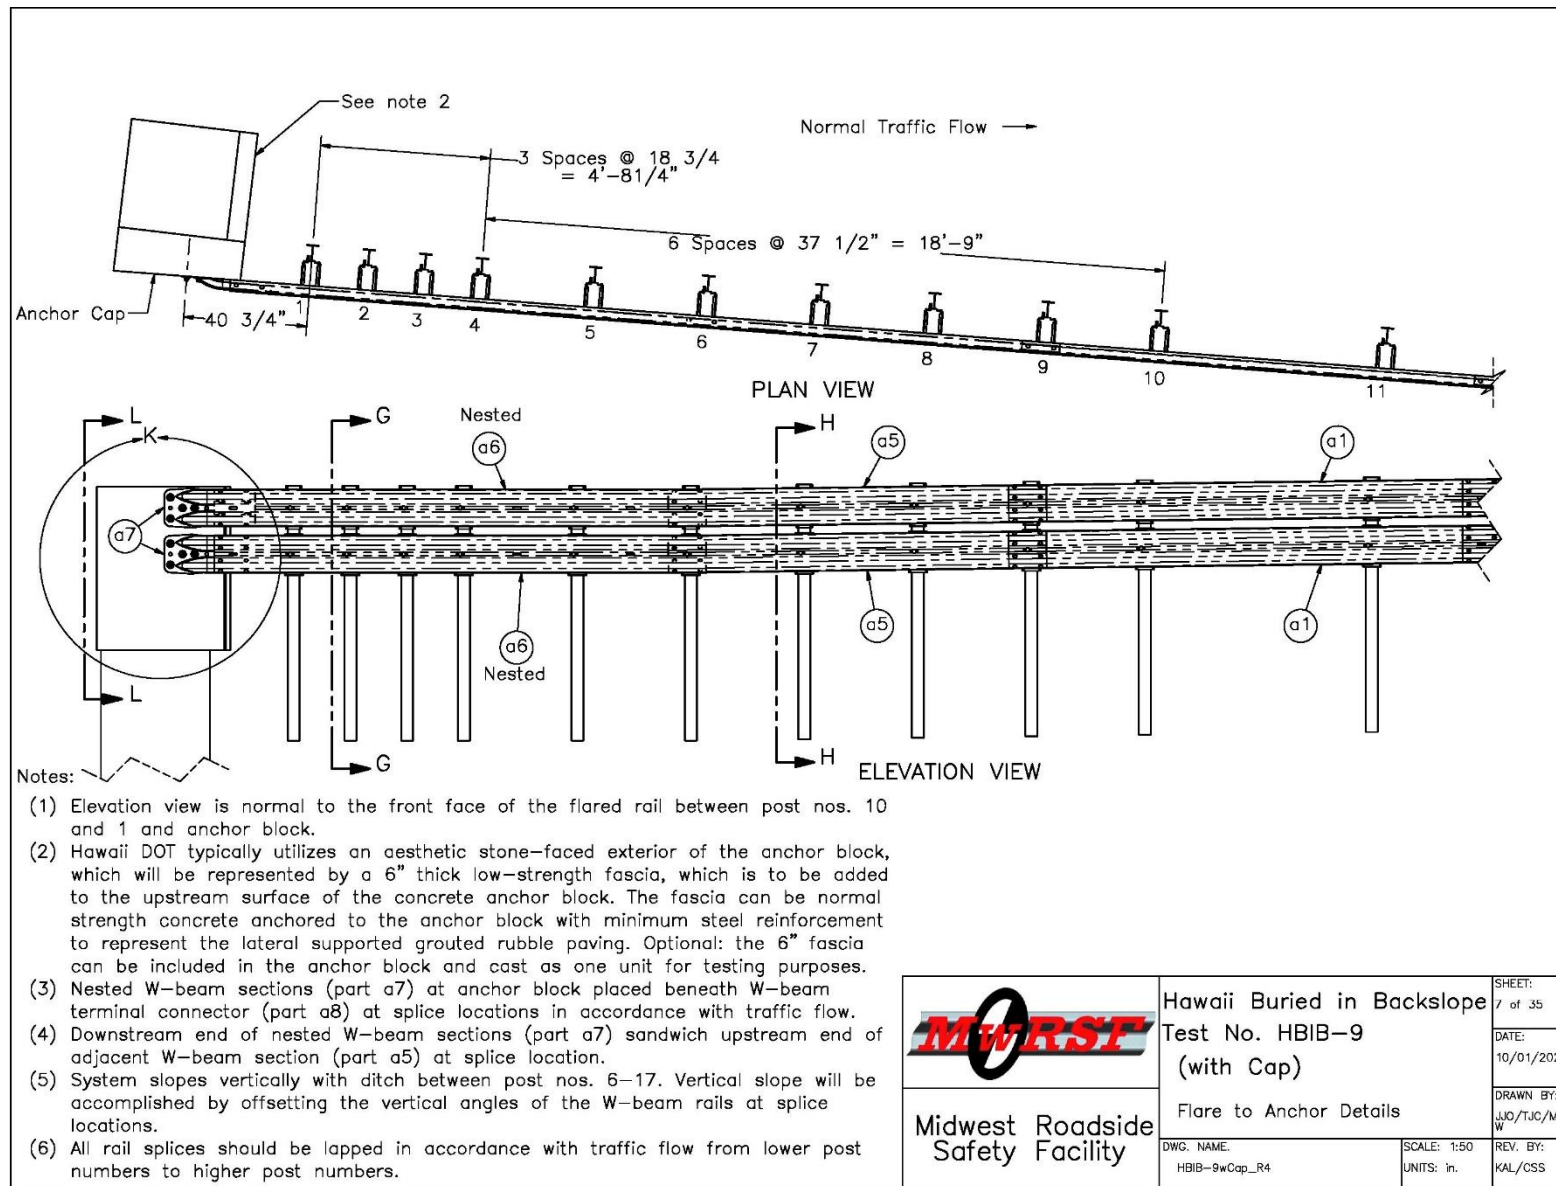 See note 2
Normal Traffic Flow
3 Spaces @ 18 3/4
= 4'-81/4"
6 Spaces @ 37 1/2" = 18'-9"
Anchor Cap
40 3/4"
1
2
3
4
5
6
7
8
9
10
11
PLAN VIEW
L
K
G
Nested
a6
H
a5
a1
a7
a6
Nested
a5
a1
L
G
H
ELEVATION VIEW
Notes:
(1) Elevation view is normal to the front face of the flared rail between post nos. 10
and 1 and anchor block.
(2) Hawaii DOT typically utilizes an aesthetic stone-faced exterior of the anchor block,
which will be represented by a 6" thick low-strength fascia, which is to be added
to the upstream surface of the concrete anchor block. The fascia can be normal
strength concrete anchored to the anchor block with minimum steel reinforcement
to represent the lateral supported grouted rubble paving. Optional: the 6" fascia
can be included in the anchor block and cast as one unit for testing purposes.
(3) Nested W-beam sections (part a7) at anchor block placed beneath W-beam
terminal connector (part a8) at splice locations in accordance with traffic flow.
(4) Downstream end of nested W-beam sections (part a7) sandwich upstream end of
adjacent W-beam section (part a5) at splice location.
(5) System slopes vertically with ditch between post nos. 6-17. Vertical slope will be
accomplished by offsetting the vertical angles of the W-beam rails at splice
locations.
(6) All rail splices should be lapped in accordance with traffic flow from lower post
numbers to higher post numbers.
MwRSF
Midwest Roadside
Safety Facility
Hawaii Buried in Backslope
Test No. HBIB-9
(with Cap)
Flare to Anchor Details
DWG. NAME.
HBIB-9wCap_R4
SCALE: 1:50
UNITS: in.
SHEET:
7 of 35
DATE:
10/01/202
DRAWN BY:
JJO/TJC/M
W
REV. BY:
KAL/CSS